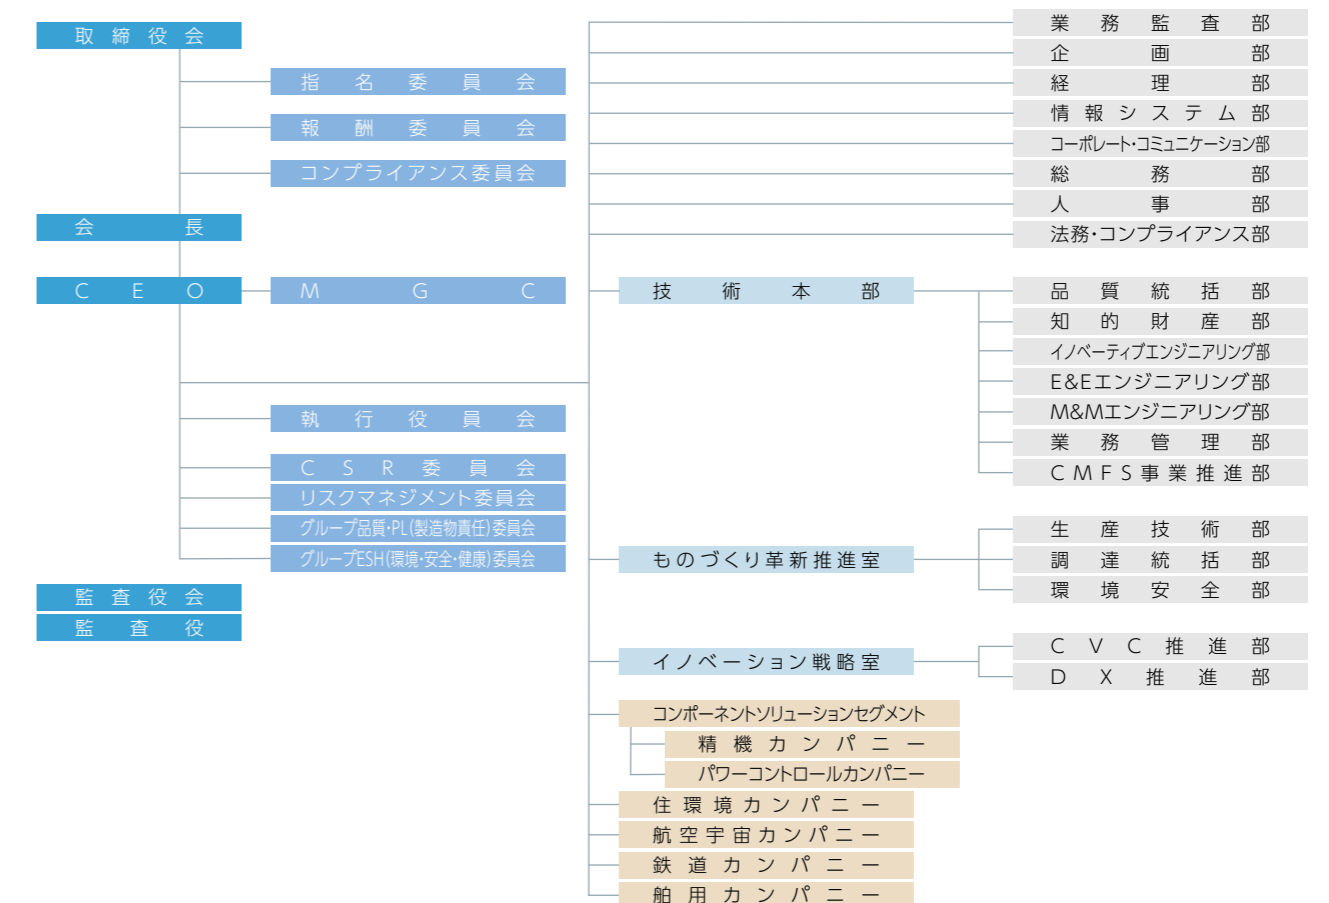 取締役会
指名委員会
報酬委員会
コンプライアンス委員会
会長
CEO
MGC
執行役員会
CSR委員会
リスクマネジメント委員会
グループ品質・PL(製造物責任)委員会
グループESH(環境・安全・健康)委員会
監査役会
監査役
業務監査部
企画部
経理部
情報システム部
コーポレート・コミュニケーション部
総務部
人事部
法務・コンプライアンス部
技術本部
品質統括部
知的財産部
イノベーティブエンジニアリング部
E&Eエンジニアリング部
M&Mエンジニアリング部
業務管理部
CMFS事業推進部
ものづくり革新推進室
生産技術部
調達統括部
環境安全部
イノベーション戦略室
CVC推進部
DX推進部
コンポーネントソリューションセグメント
精機カンパニー
パワーコントロールカンパニー
住環境カンパニー
航空宇宙カンパニー
鉄道カンパニー
舶用カンパニー